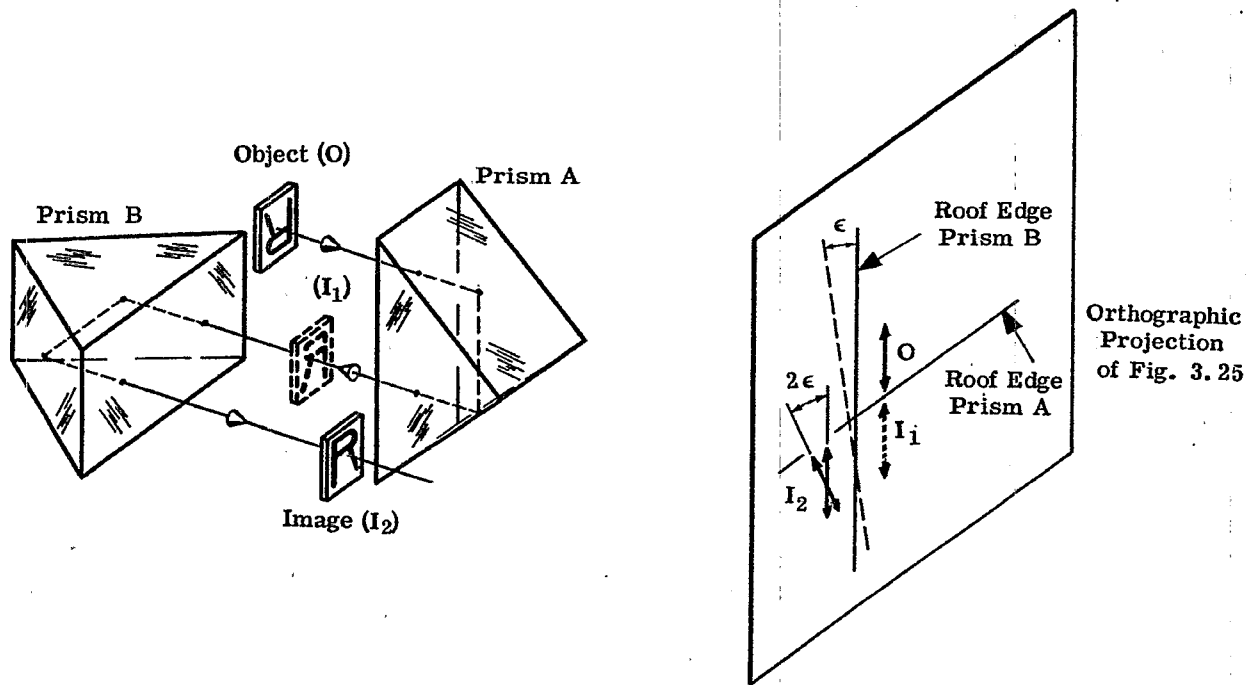 Object (O)
Prism A
Prism B
(I₁)
R
R
R
Image (I₂)
Roof Edge
Prism B
ϵ
O
Orthographic
Projection
of Fig. 3.25
Roof Edge
Prism A
2ϵ
I₁
I₂